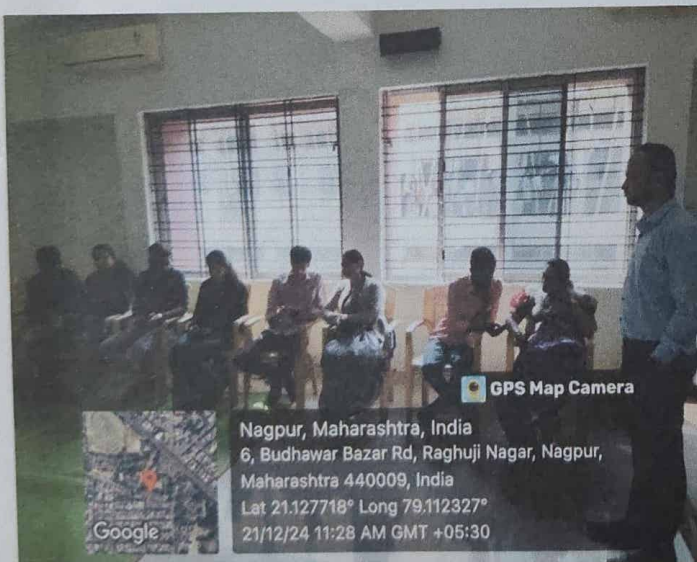 GPS Map Camera
Nagpur, Maharashtra, India
6, Budhawar Bazar Rd, Raghuji Nagar, Nagpur,
Maharashtra 440009, India
Lat 21.127718° Long 79.112327°
21/12/24 11:28 AM GMT +05:30
Google